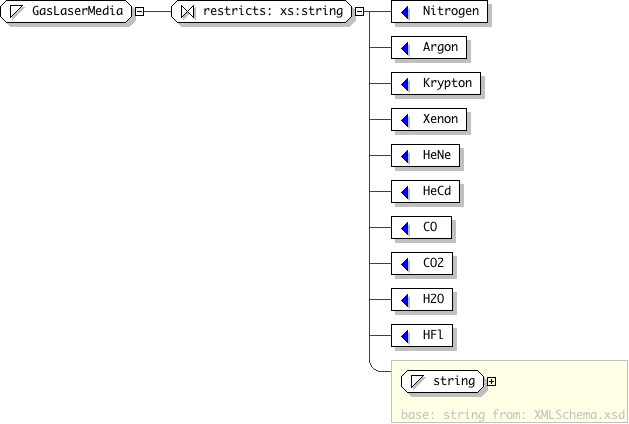 GasLaserMedia
restricts: xs:string
Nitrogen
Argon
Krypton
Xenon
HeNe
HeCd
CO
CO2
H2O
HFl
string
base: string from: XMLSchema.xsd